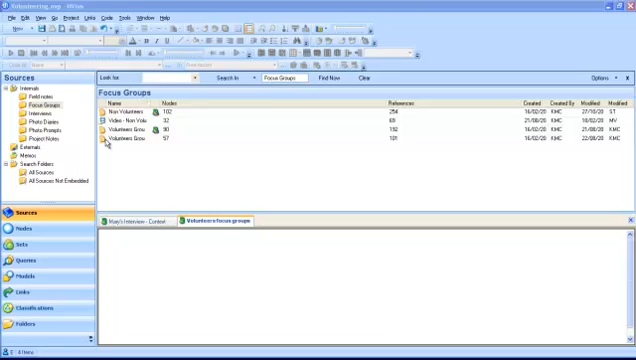 Volunteering.nvp - NVivo
File Edit View Go Project Links Code Tools Window Help
New
Sources
Look for: Search In Focus Groups Find Now Clear Options x
Internals
Field notes
Focus Groups
Interviews
Photo Diaries
Photo Prompts
Project Notes
Externals
Memos
Search Folders
All Sources
All Sources Not Embedded
Focus Groups
Name Nodes References Created Created By Modified Modified
Non Volunteers 102 254 16/02/20 KMC 27/10/20 ST
Video - Non Volu 32 69 21/08/20 KMC 18/02/20 MV
Volunteers Grou 90 192 16/02/20 KMC 21/08/20 KMC
Volunteers Grou 57 101 16/02/20 KMC 22/08/20 KMC
Sources
Nodes
Sets
Queries
Models
Links
Classifications
Folders
Mary's Interview - Context Volunteers focus groups
4 Items